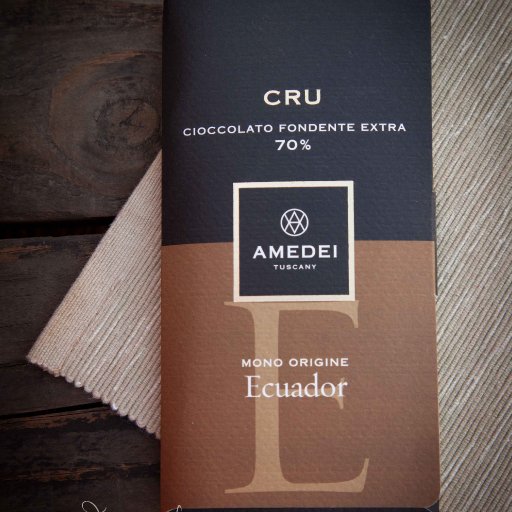 CRU
CIOCCOLATO FONDENTE EXTRA
70%
AMEDEI
TUSCANY
E
MONO ORIGINE
Ecuador